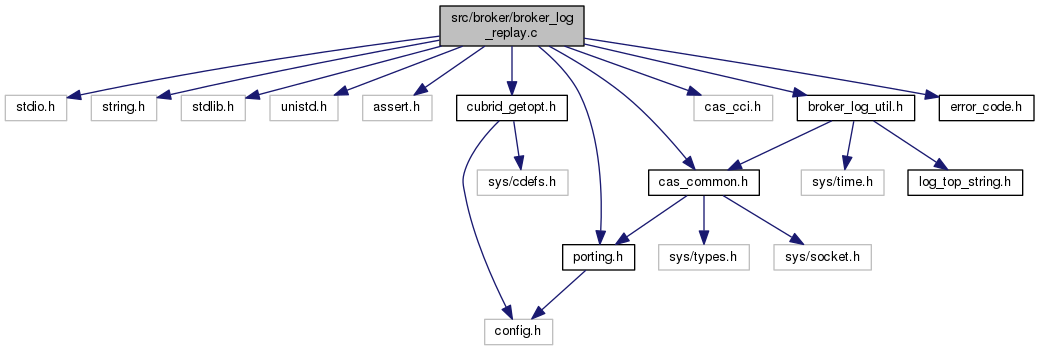 src/broker/broker_log
_replay.c
stdio.h
string.h
stdlib.h
unistd.h
assert.h
cubrid_getopt.h
cas_cci.h
broker_log_util.h
error_code.h
sys/cdefs.h
cas_common.h
sys/time.h
log_top_string.h
porting.h
sys/types.h
sys/socket.h
config.h